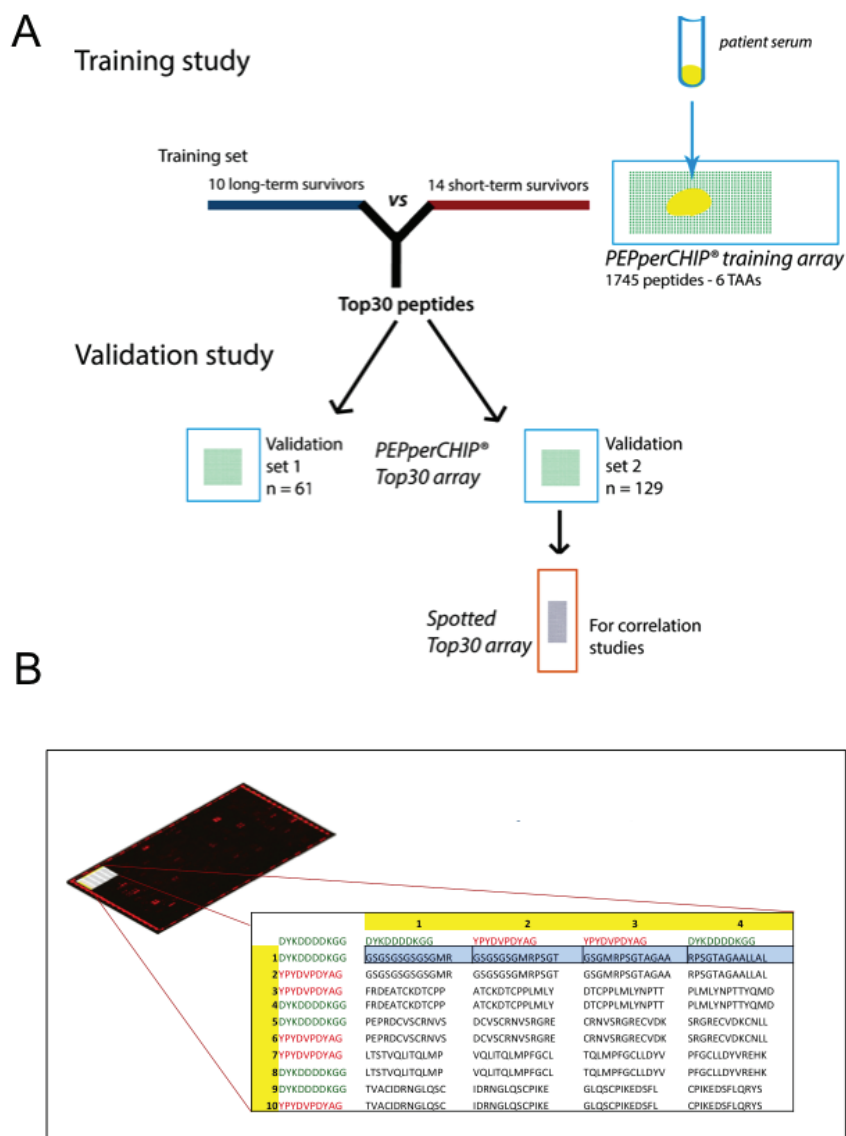 A
Training study
patient serum
Training set
10 long-term survivors
vs
14 short-term survivors
PEPperCHIP® training array
1745 peptides - 6 TAAs
Top30 peptides
Validation study
Validation
set 1
n = 61
PEPperCHIP®
Top30 array
Validation
set 2
n = 129
Spotted
Top30 array
For correlation
studies
B
1 2 3 4
DYKDDDDKGG DYKDDDDKGG YPYDVPDYAG YPYDVPDYAG DYKDDDDKGG
1 DYKDDDDKGG GSGSGSGSGSGMR GSGSGSGMRPSGT GSGMRPSGTAGAA RPSGTAGAALLAL
2 YPYDVPDYAG GSGSGSGSGSGMR GSGSGSGMRPSGT GSGMRPSGTAGAA RPSGTAGAALLAL
3 YPYDVPDYAG FRDEATCKDTCPP ATCKDTCPPLMLY DTCPPLMLYNPTT PLMLYNPTTYQMD
4 DYKDDDDKGG FRDEATCKDTCPP ATCKDTCPPLMLY DTCPPLMLYNPTT PLMLYNPTTYQMD
5 DYKDDDDKGG PEPRDCVSCRNVS DCVSCRNVSRGRE CRNVSRGRECVDK SRGRECVDKCNLL
6 YPYDVPDYAG PEPRDCVSCRNVS DCVSCRNVSRGRE CRNVSRGRECVDK SRGRECVDKCNLL
7 YPYDVPDYAG LTSTVQLITQLMP VQLITQLMPFGCL TQLMPFGCLLDYV PFGCLLDYVREHK
8 DYKDDDDKGG LTSTVQLITQLMP VQLITQLMPFGCL TQLMPFGCLLDYV PFGCLLDYVREHK
9 DYKDDDDKGG TVACIDRNGLQSC IDRNGLQSCPIKE GLQSCPIKEDSFL CPIKEDSFLQRYS
10 YPYDVPDYAG TVACIDRNGLQSC IDRNGLQSCPIKE GLQSCPIKEDSFL CPIKEDSFLQRYS